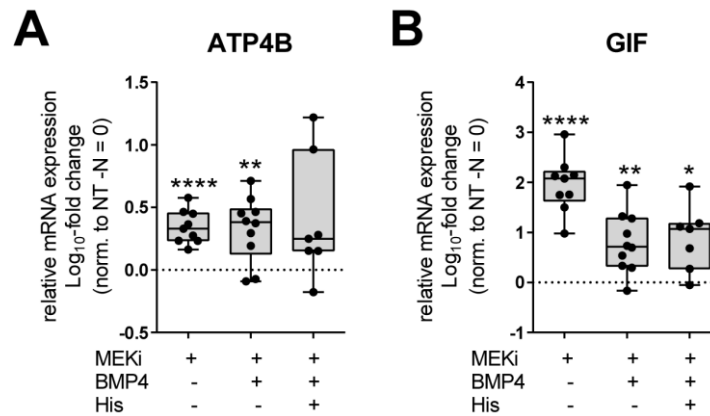 A
ATP4B
relative mRNA expression
Log10-fold change
(norm. to NT -N = 0)
1.5
1.0
0.5
0.0
-0.5
**** **
MEKi + + +
BMP4 - + +
His - - +
B
GIF
relative mRNA expression
Log10-fold change
(norm. to NT -N = 0)
4
3
2
1
0
-1
**** ** *
MEKi + + +
BMP4 - + +
His - - +